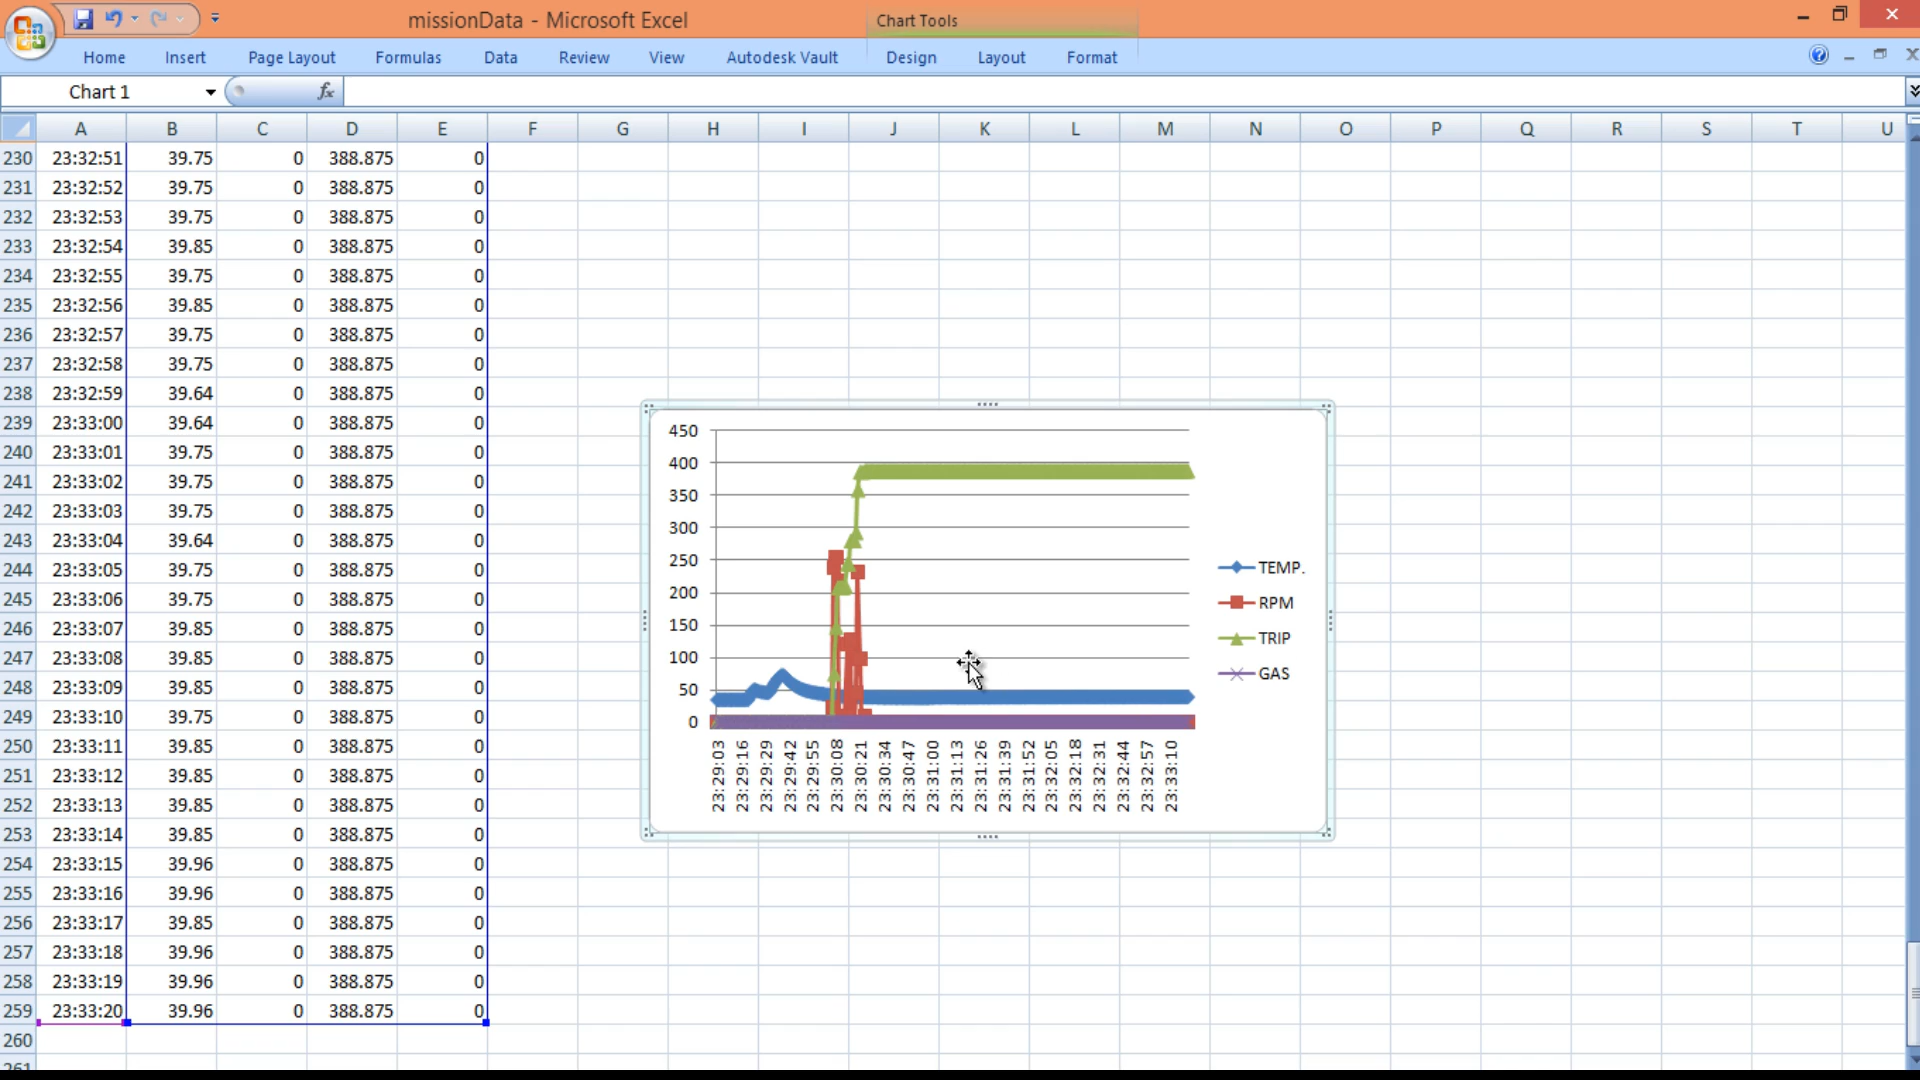 missionData - Microsoft Excel
Chart Tools
Home Insert Page Layout Formulas Data Review View Autodesk Vault Design Layout Format
Chart 1 fx
A B C D E F G H I J K L M N O P Q R S T U
230 23:32:51 39.75 0 388.875 0
231 23:32:52 39.75 0 388.875 0
232 23:32:53 39.75 0 388.875 0
233 23:32:54 39.85 0 388.875 0
234 23:32:55 39.75 0 388.875 0
235 23:32:56 39.85 0 388.875 0
236 23:32:57 39.75 0 388.875 0
237 23:32:58 39.75 0 388.875 0
238 23:32:59 39.64 0 388.875 0
239 23:33:00 39.64 0 388.875 0
240 23:33:01 39.75 0 388.875 0
241 23:33:02 39.75 0 388.875 0
242 23:33:03 39.75 0 388.875 0
243 23:33:04 39.64 0 388.875 0
244 23:33:05 39.75 0 388.875 0
245 23:33:06 39.75 0 388.875 0
246 23:33:07 39.85 0 388.875 0
247 23:33:08 39.85 0 388.875 0
248 23:33:09 39.85 0 388.875 0
249 23:33:10 39.75 0 388.875 0
250 23:33:11 39.85 0 388.875 0
251 23:33:12 39.85 0 388.875 0
252 23:33:13 39.85 0 388.875 0
253 23:33:14 39.85 0 388.875 0
254 23:33:15 39.96 0 388.875 0
255 23:33:16 39.96 0 388.875 0
256 23:33:17 39.85 0 388.875 0
257 23:33:18 39.96 0 388.875 0
258 23:33:19 39.96 0 388.875 0
259 23:33:20 39.96 0 388.875 0
260
261
450
400
350
300
250
200
150
100
50
0
23:29:03 23:29:16 23:29:29 23:29:42 23:29:55 23:30:08 23:30:21 23:30:34 23:30:47 23:31:00 23:31:13 23:31:26 23:31:39 23:31:52 23:32:05 23:32:18 23:32:31 23:32:44 23:32:57 23:33:10
TEMP.
RPM
TRIP
GAS